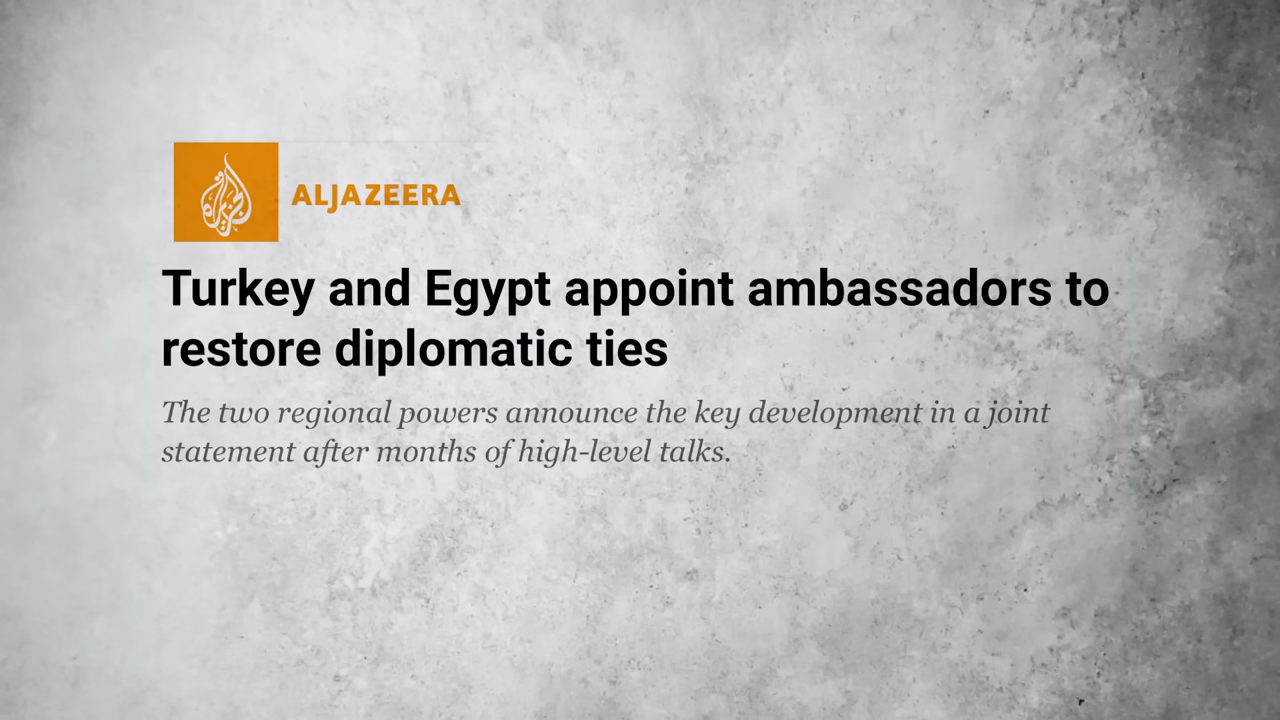 ALJAZEERA
Turkey and Egypt appoint ambassadors to
restore diplomatic ties
The two regional powers announce the key development in a joint
statement after months of high-level talks.